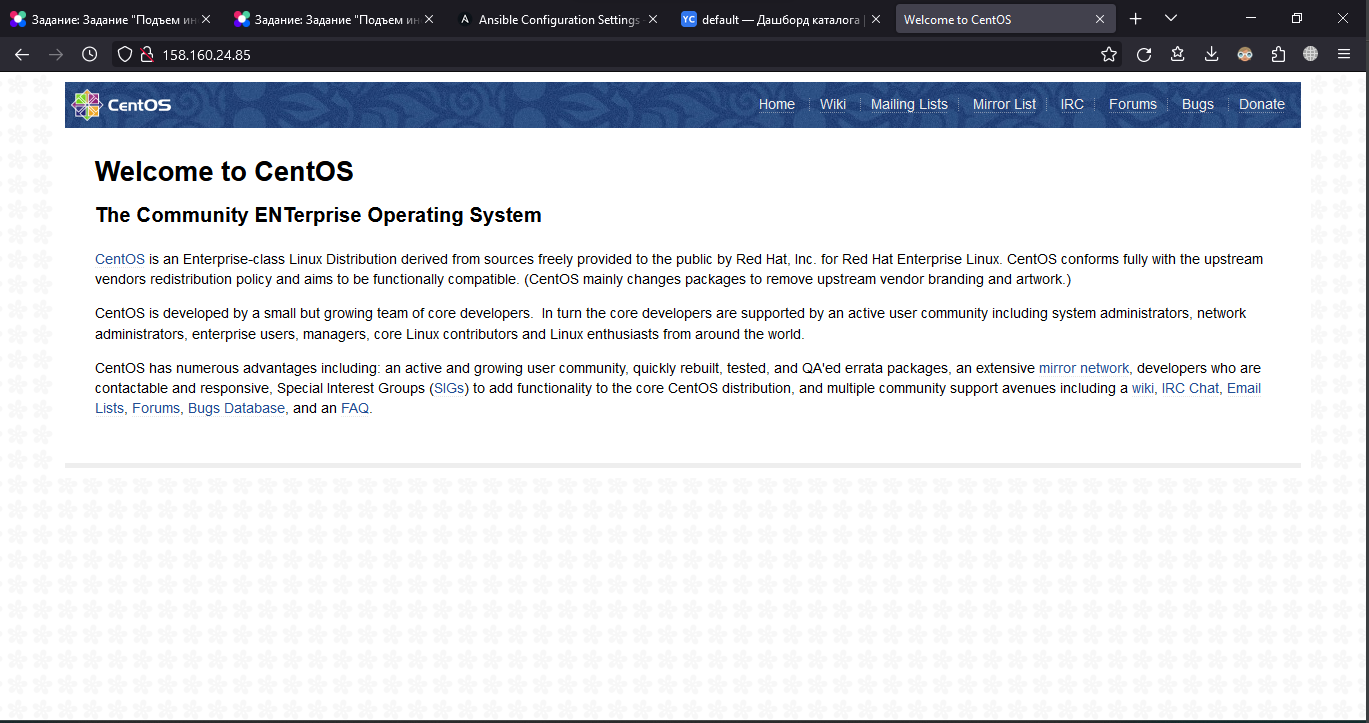 Задание: Задание "Подъем ин
Задание: Задание "Подъем ин
A Ansible Configuration Settings
YC default — Дашборд каталога |
Welcome to CentOS
158.160.24.85
CentOS
Home Wiki Mailing Lists Mirror List IRC Forums Bugs Donate
Welcome to CentOS
The Community ENTerprise Operating System
CentOS is an Enterprise-class Linux Distribution derived from sources freely provided to the public by Red Hat, Inc. for Red Hat Enterprise Linux. CentOS conforms fully with the upstream
vendors redistribution policy and aims to be functionally compatible. (CentOS mainly changes packages to remove upstream vendor branding and artwork.)
CentOS is developed by a small but growing team of core developers. In turn the core developers are supported by an active user community including system administrators, network
administrators, enterprise users, managers, core Linux contributors and Linux enthusiasts from around the world.
CentOS has numerous advantages including: an active and growing user community, quickly rebuilt, tested, and QA'ed errata packages, an extensive mirror network, developers who are
contactable and responsive, Special Interest Groups (SIGs) to add functionality to the core CentOS distribution, and multiple community support avenues including a wiki, IRC Chat, Email
Lists, Forums, Bugs Database, and an FAQ.